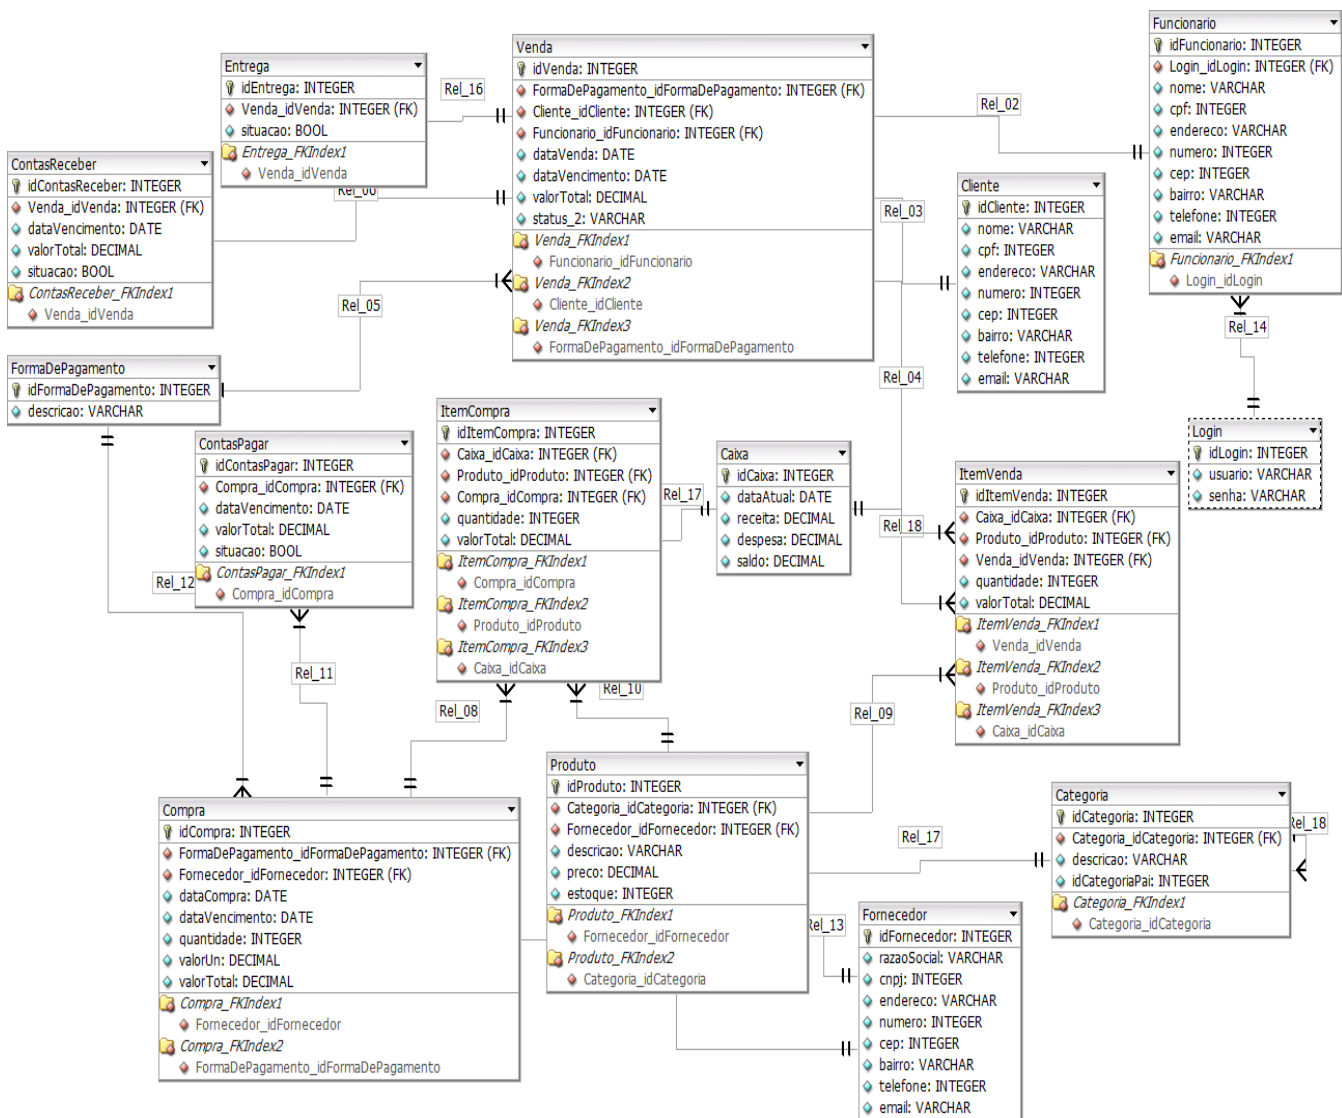 Entrega
idEntrega: INTEGER
Venda_idVenda: INTEGER (FK)
situacao: BOOL
Entrega_FKIndex1
Venda_idVenda
Rel_16
Venda
idVenda: INTEGER
FormaDePagamento_idFormaDePagamento: INTEGER (FK)
Cliente_idCliente: INTEGER (FK)
Funcionario_idFuncionario: INTEGER (FK)
dataVenda: DATE
dataVencimento: DATE
valorTotal: DECIMAL
status_2: VARCHAR
Venda_FKIndex1
Funcionario_idFuncionario
Venda_FKIndex2
Cliente_idCliente
Venda_FKIndex3
FormaDePagamento_idFormaDePagamento
Rel_02
Funcionario
idFuncionario: INTEGER
Login_idLogin: INTEGER (FK)
nome: VARCHAR
cpf: INTEGER
endereco: VARCHAR
numero: INTEGER
cep: INTEGER
bairro: VARCHAR
telefone: INTEGER
email: VARCHAR
Funcionario_FKIndex1
Login_idLogin
ContasReceber
idContasReceber: INTEGER
Venda_idVenda: INTEGER (FK)
dataVencimento: DATE
valorTotal: DECIMAL
situacao: BOOL
ContasReceber_FKIndex1
Venda_idVenda
Rel_05
Rel_03
Cliente
idCliente: INTEGER
nome: VARCHAR
cpf: INTEGER
endereco: VARCHAR
numero: INTEGER
cep: INTEGER
bairro: VARCHAR
telefone: INTEGER
email: VARCHAR
Rel_14
Rel_04
FormaDePagamento
idFormaDePagamento: INTEGER
descricao: VARCHAR
ContasPagar
idContasPagar: INTEGER
Compra_idCompra: INTEGER (FK)
dataVencimento: DATE
valorTotal: DECIMAL
situacao: BOOL
ContasPagar_FKIndex1
Compra_idCompra
Rel_12
Rel_11
ItemCompra
idItemCompra: INTEGER
Caixa_idCaixa: INTEGER (FK)
Produto_idProduto: INTEGER (FK)
Compra_idCompra: INTEGER (FK)
quantidade: INTEGER
valorTotal: DECIMAL
ItemCompra_FKIndex1
Compra_idCompra
ItemCompra_FKIndex2
Produto_idProduto
ItemCompra_FKIndex3
Caixa_idCaixa
Rel_17
Caixa
idCaixa: INTEGER
dataAtual: DATE
receita: DECIMAL
despesa: DECIMAL
saldo: DECIMAL
Rel_18
Login
idLogin: INTEGER
usuario: VARCHAR
senha: VARCHAR
ItemVenda
idItemVenda: INTEGER
Caixa_idCaixa: INTEGER (FK)
Produto_idProduto: INTEGER (FK)
Venda_idVenda: INTEGER (FK)
quantidade: INTEGER
valorTotal: DECIMAL
ItemVenda_FKIndex1
Venda_idVenda
ItemVenda_FKIndex2
Produto_idProduto
ItemVenda_FKIndex3
Caixa_idCaixa
Rel_08
Rel_10
Rel_09
Compra
idCompra: INTEGER
FormaDePagamento_idFormaDePagamento: INTEGER (FK)
Fornecedor_idFornecedor: INTEGER (FK)
dataCompra: DATE
dataVencimento: DATE
quantidade: INTEGER
valorUn: DECIMAL
valorTotal: DECIMAL
Compra_FKIndex1
Fornecedor_idFornecedor
Compra_FKIndex2
FormaDePagamento_idFormaDePagamento
Produto
idProduto: INTEGER
Categoria_idCategoria: INTEGER (FK)
Fornecedor_idFornecedor: INTEGER (FK)
descricao: VARCHAR
preco: DECIMAL
estoque: INTEGER
Produto_FKIndex1
Fornecedor_idFornecedor
Produto_FKIndex2
Categoria_idCategoria
Rel_17
Rel_13
Categoria
idCategoria: INTEGER
Categoria_idCategoria: INTEGER (FK)
descricao: VARCHAR
idCategoriaPai: INTEGER
Categoria_FKIndex1
Categoria_idCategoria
Rel_18
Fornecedor
idFornecedor: INTEGER
razaoSocial: VARCHAR
cnpj: INTEGER
endereco: VARCHAR
numero: INTEGER
cep: INTEGER
bairro: VARCHAR
telefone: INTEGER
email: VARCHAR